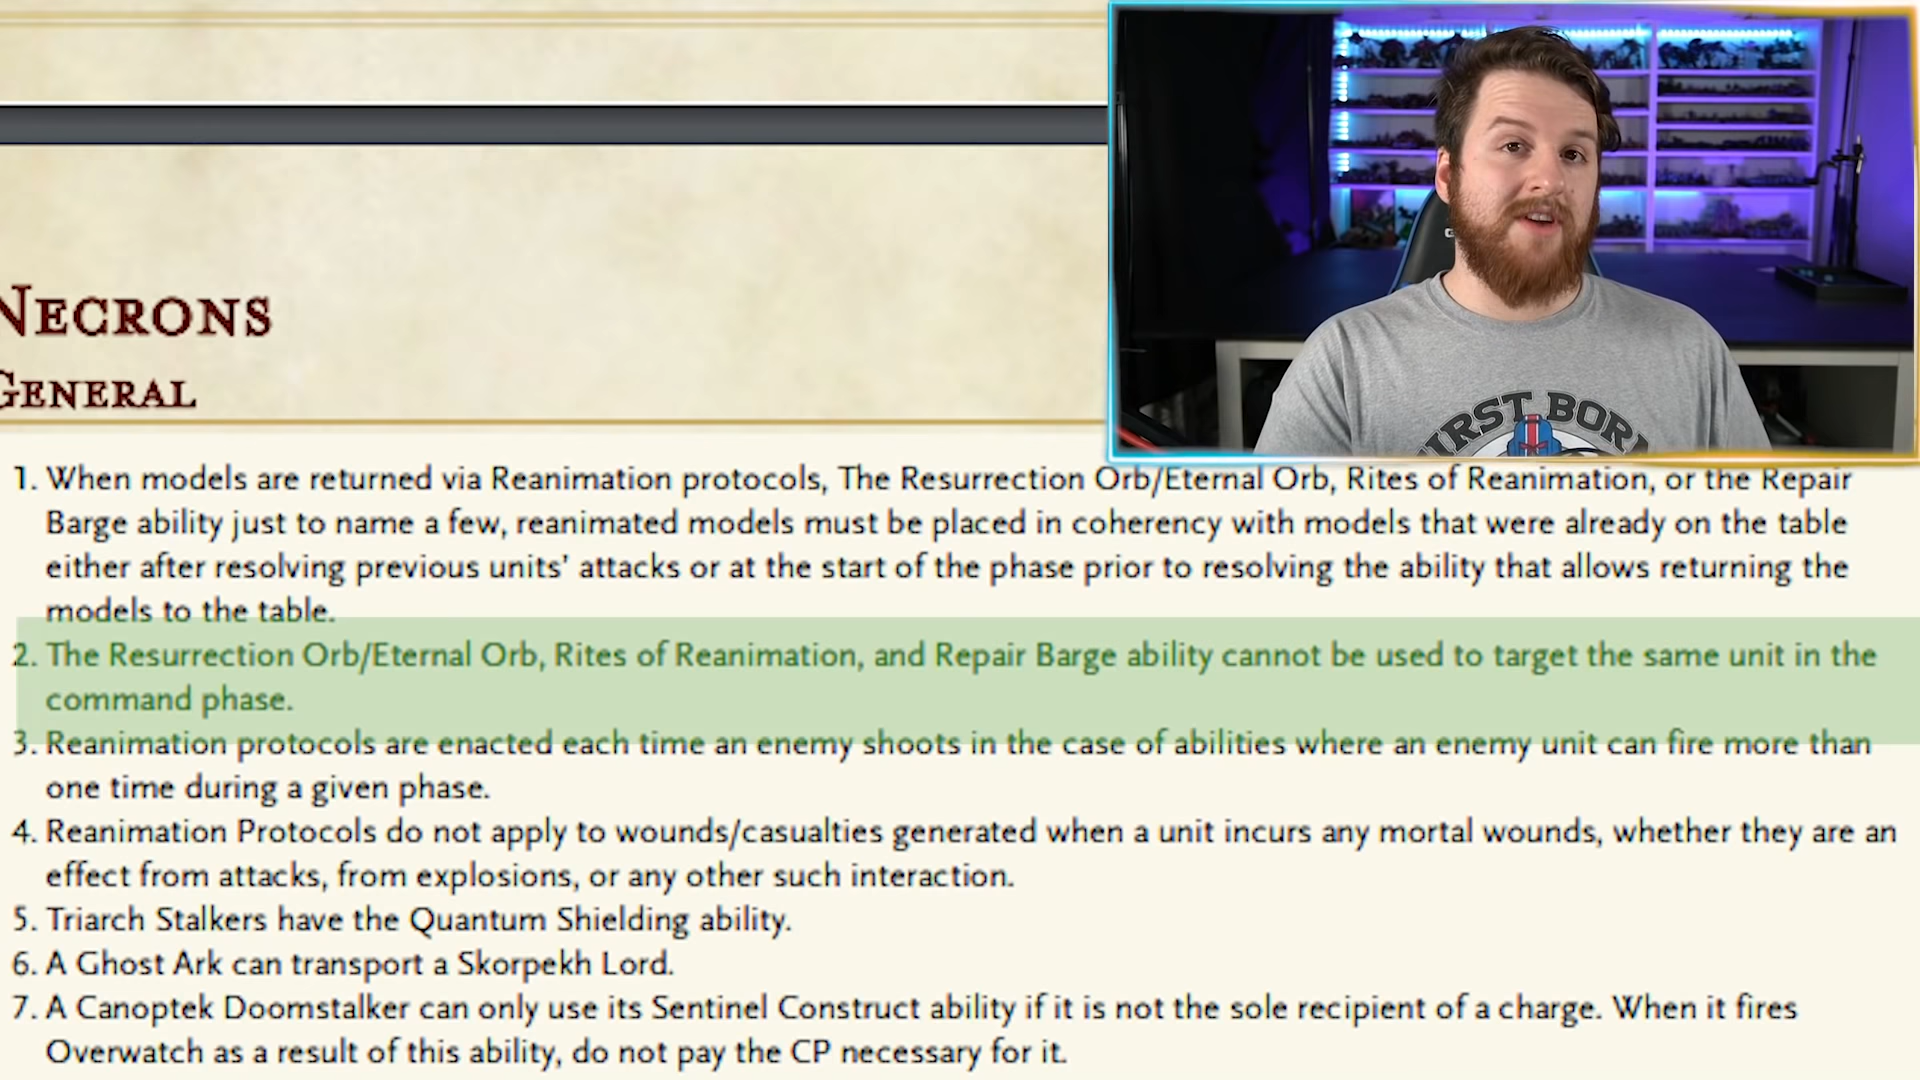 NECRONS
GENERAL
FIRST BORN
1. When models are returned via Reanimation protocols, The Resurrection Orb/Eternal Orb, Rites of Reanimation, or the Repair
Barge ability just to name a few, reanimated models must be placed in coherency with models that were already on the table
either after resolving previous units' attacks or at the start of the phase prior to resolving the ability that allows returning the
models to the table.
2. The Resurrection Orb/Eternal Orb, Rites of Reanimation, and Repair Barge ability cannot be used to target the same unit in the
command phase.
3. Reanimation protocols are enacted each time an enemy shoots in the case of abilities where an enemy unit can fire more than
one time during a given phase.
4. Reanimation Protocols do not apply to wounds/casualties generated when a unit incurs any mortal wounds, whether they are an
effect from attacks, from explosions, or any other such interaction.
5. Triarch Stalkers have the Quantum Shielding ability.
6. A Ghost Ark can transport a Skorpekh Lord.
7. A Canoptek Doomstalker can only use its Sentinel Construct ability if it is not the sole recipient of a charge. When it fires
Overwatch as a result of this ability, do not pay the CP necessary for it.